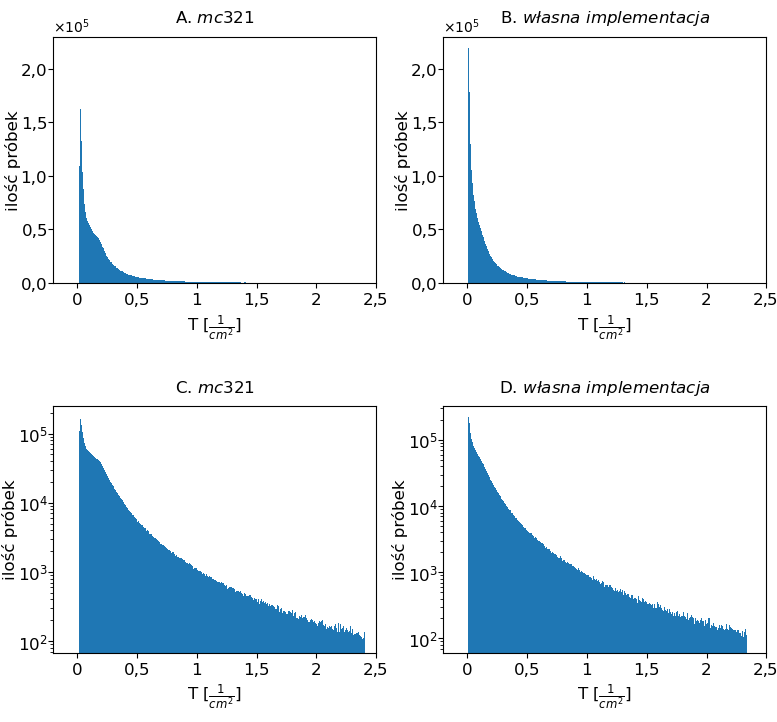 A. mc321
×10⁵
2,0
1,5
1,0
0,5
0,0
ilość próbek
0 0,5 1 1,5 2 2,5
T [1/cm²]
B. własna implementacja
×10⁵
2,0
1,5
1,0
0,5
0,0
ilość próbek
0 0,5 1 1,5 2 2,5
T [1/cm²]
C. mc321
10⁵
10⁴
10³
10²
ilość próbek
0 0,5 1 1,5 2 2,5
T [1/cm²]
D. własna implementacja
10⁵
10⁴
10³
10²
ilość próbek
0 0,5 1 1,5 2 2,5
T [1/cm²]